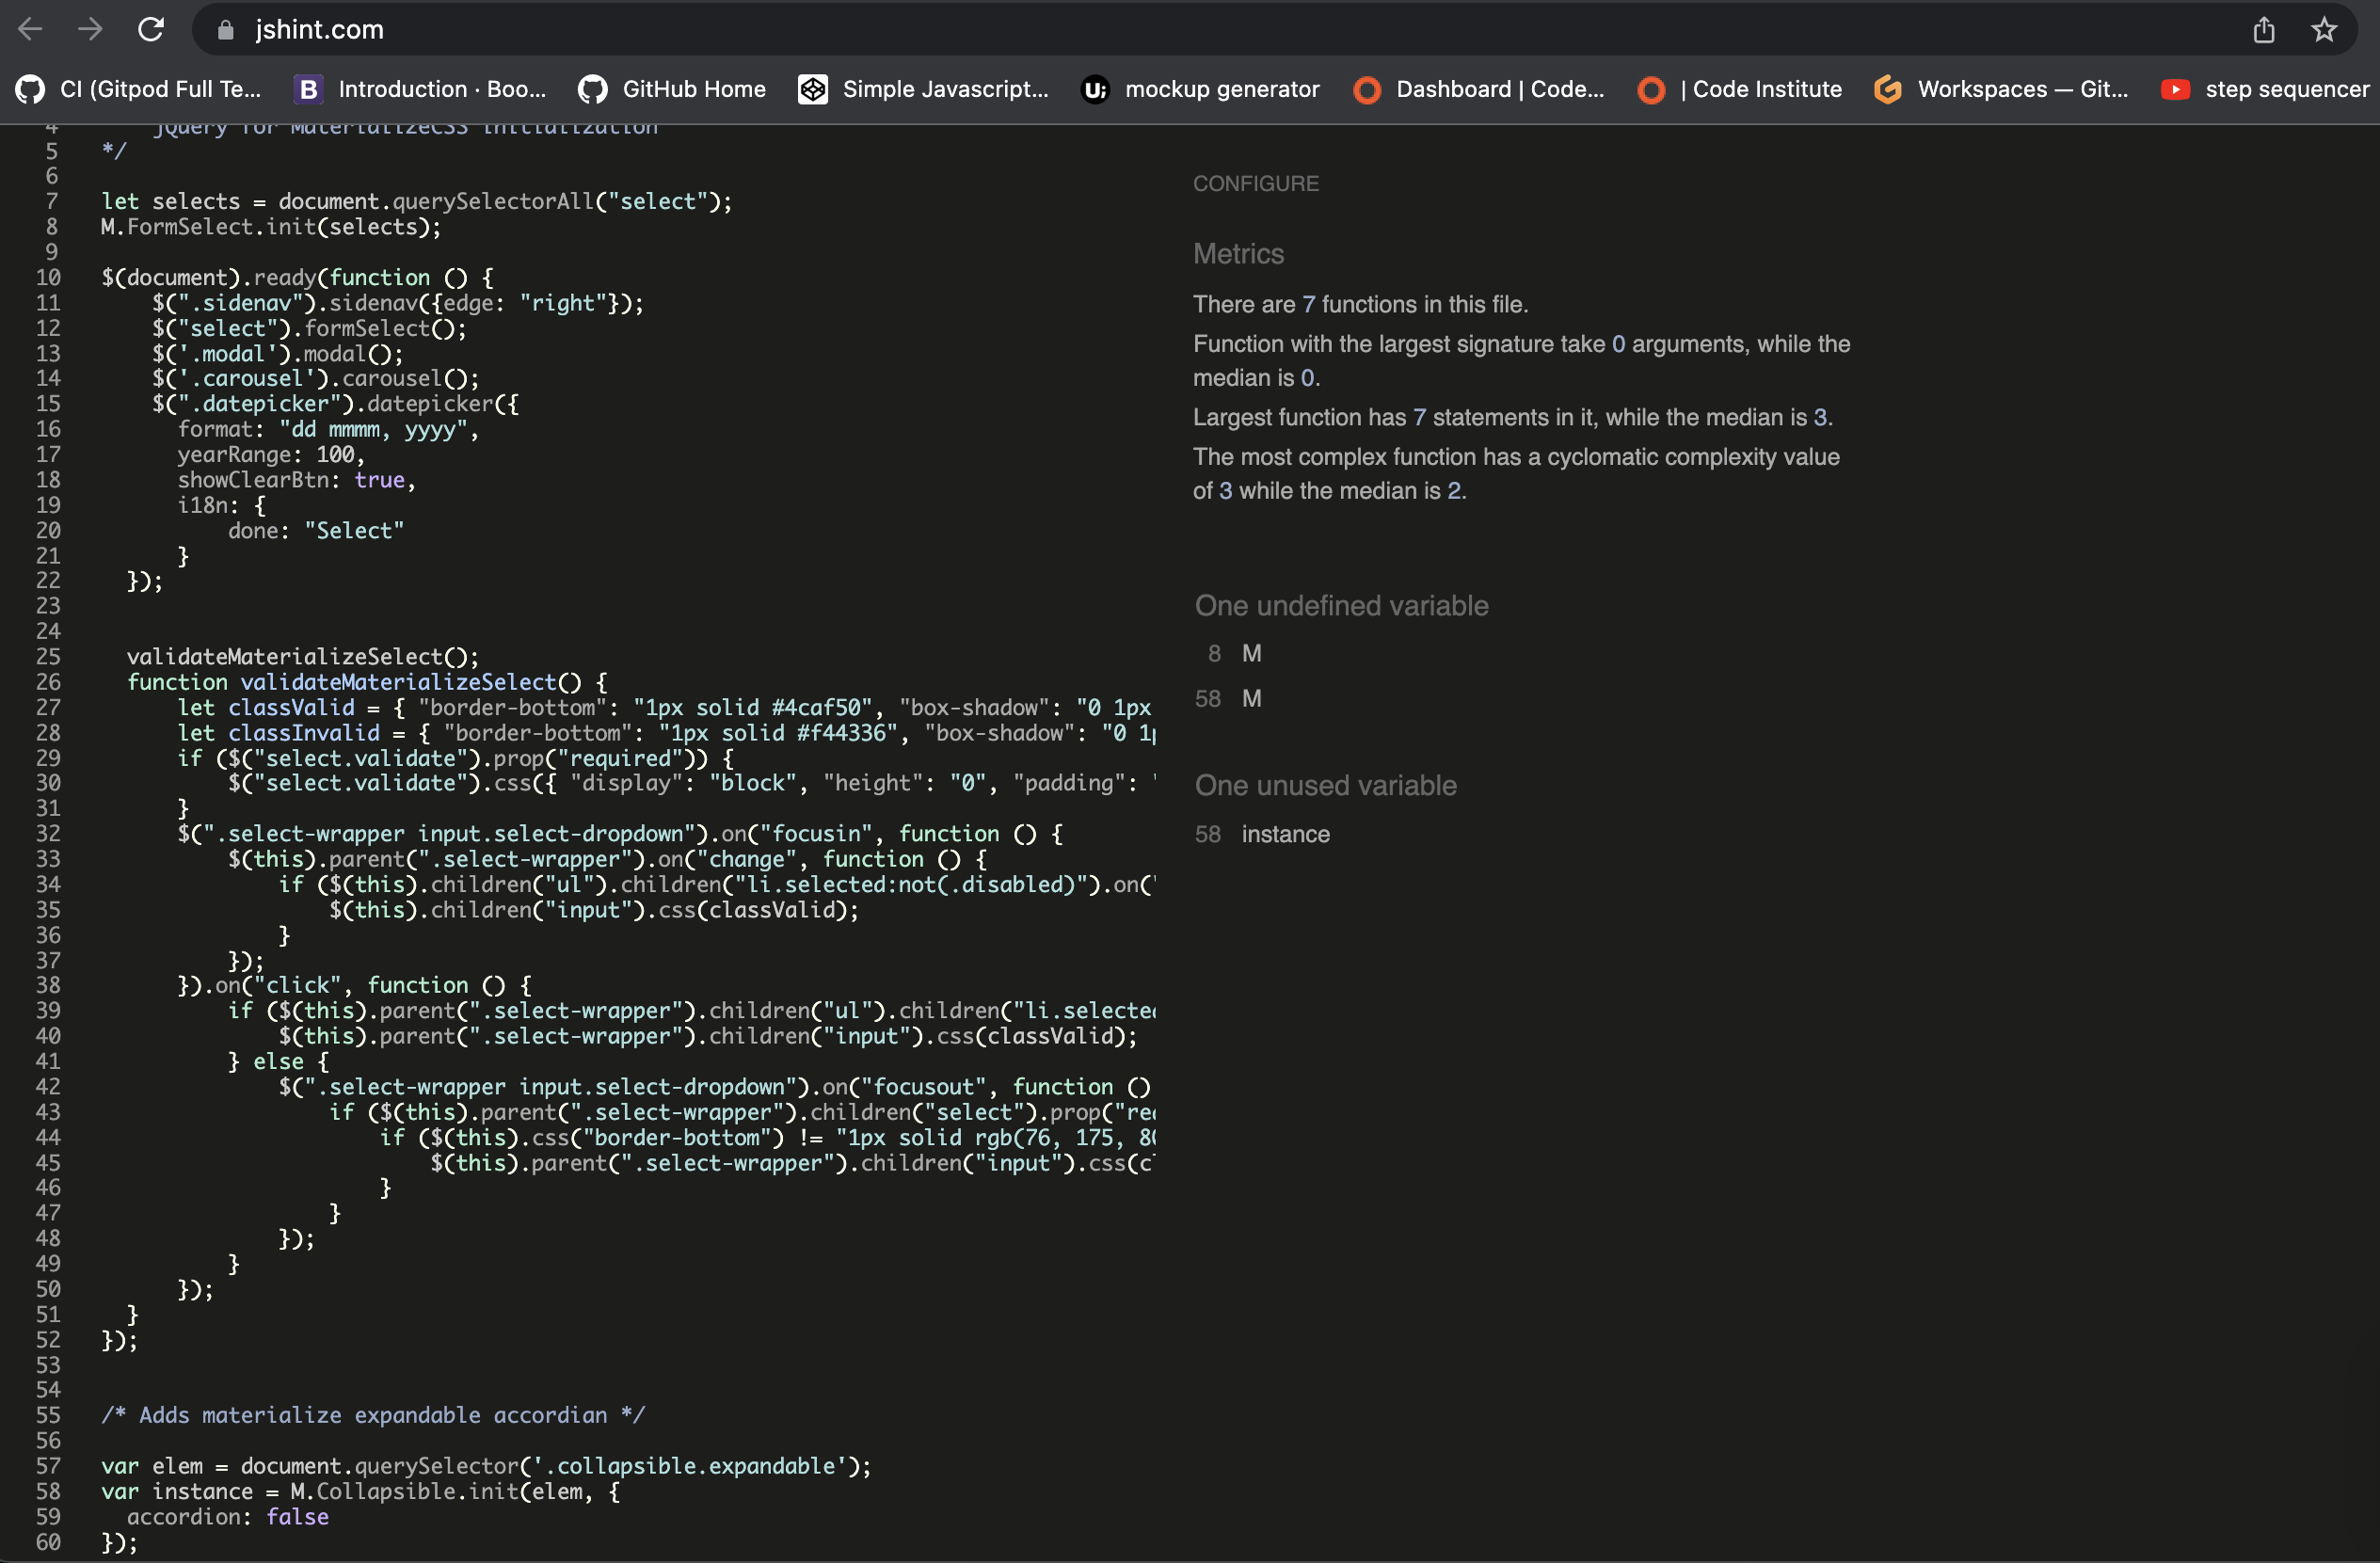 jshint.com
CI (Gitpod Full Te...
B Introduction · Boo...
GitHub Home
Simple Javascript...
U; mockup generator
Dashboard | Code...
| Code Institute
Workspaces — Git...
step sequencer
4 jQuery for MaterializeCSS initialization
5 */
6
7 let selects = document.querySelectorAll("select");
8 M.FormSelect.init(selects);
9
10 $(document).ready(function () {
11 $(".sidenav").sidenav({edge: "right"});
12 $("select").formSelect();
13 $('.modal').modal();
14 $('.carousel').carousel();
15 $(".datepicker").datepicker({
16 format: "dd mmmm, yyyy",
17 yearRange: 100,
18 showClearBtn: true,
19 i18n: {
20 done: "Select"
21 }
22 });
23
24
25 validateMaterializeSelect();
26 function validateMaterializeSelect() {
27 let classValid = { "border-bottom": "1px solid #4caf50", "box-shadow": "0 1px
28 let classInvalid = { "border-bottom": "1px solid #f44336", "box-shadow": "0 1p
29 if ($("select.validate").prop("required")) {
30 $("select.validate").css({ "display": "block", "height": "0", "padding": "
31 }
32 $(".select-wrapper input.select-dropdown").on("focusin", function () {
33 $(this).parent(".select-wrapper").on("change", function () {
34 if ($(this).children("ul").children("li.selected:not(.disabled)").on("
35 $(this).children("input").css(classValid);
36 }
37 });
38 }).on("click", function () {
39 if ($(this).parent(".select-wrapper").children("ul").children("li.selected
40 $(this).parent(".select-wrapper").children("input").css(classValid);
41 } else {
42 $(".select-wrapper input.select-dropdown").on("focusout", function ()
43 if ($(this).parent(".select-wrapper").children("select").prop("req
44 if ($(this).css("border-bottom") != "1px solid rgb(76, 175, 80
45 $(this).parent(".select-wrapper").children("input").css(cl
46 }
47 }
48 });
49 }
50 });
51 }
52 });
53
54
55 /* Adds materialize expandable accordian */
56
57 var elem = document.querySelector('.collapsible.expandable');
58 var instance = M.Collapsible.init(elem, {
59 accordion: false
60 });
CONFIGURE
Metrics
There are 7 functions in this file.
Function with the largest signature take 0 arguments, while the
median is 0.
Largest function has 7 statements in it, while the median is 3.
The most complex function has a cyclomatic complexity value
of 3 while the median is 2.
One undefined variable
8 M
58 M
One unused variable
58 instance